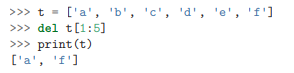 >>> t = ['a', 'b', 'c', 'd', 'e', 'f']
>>> del t[1:5]
>>> print(t)
['a', 'f']